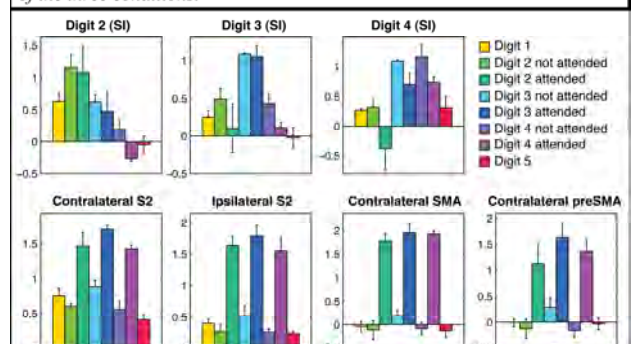 Digit 2 (SI)
Digit 3 (SI)
Digit 4 (SI)
1.5
1
0.5
0
-0.5
1
0.5
0
-0.5
1
0.5
0
-0.5
Digit 1
Digit 2 not attended
Digit 2 attended
Digit 3 not attended
Digit 3 attended
Digit 4 not attended
Digit 4 attended
Digit 5
Contralateral S2
Ipsilateral S2
Contralateral SMA
Contralateral preSMA
1.5
1
0.5
2
1.5
1
0.5
2
1.5
1
0.5
0
2
1.5
1
0.5
0